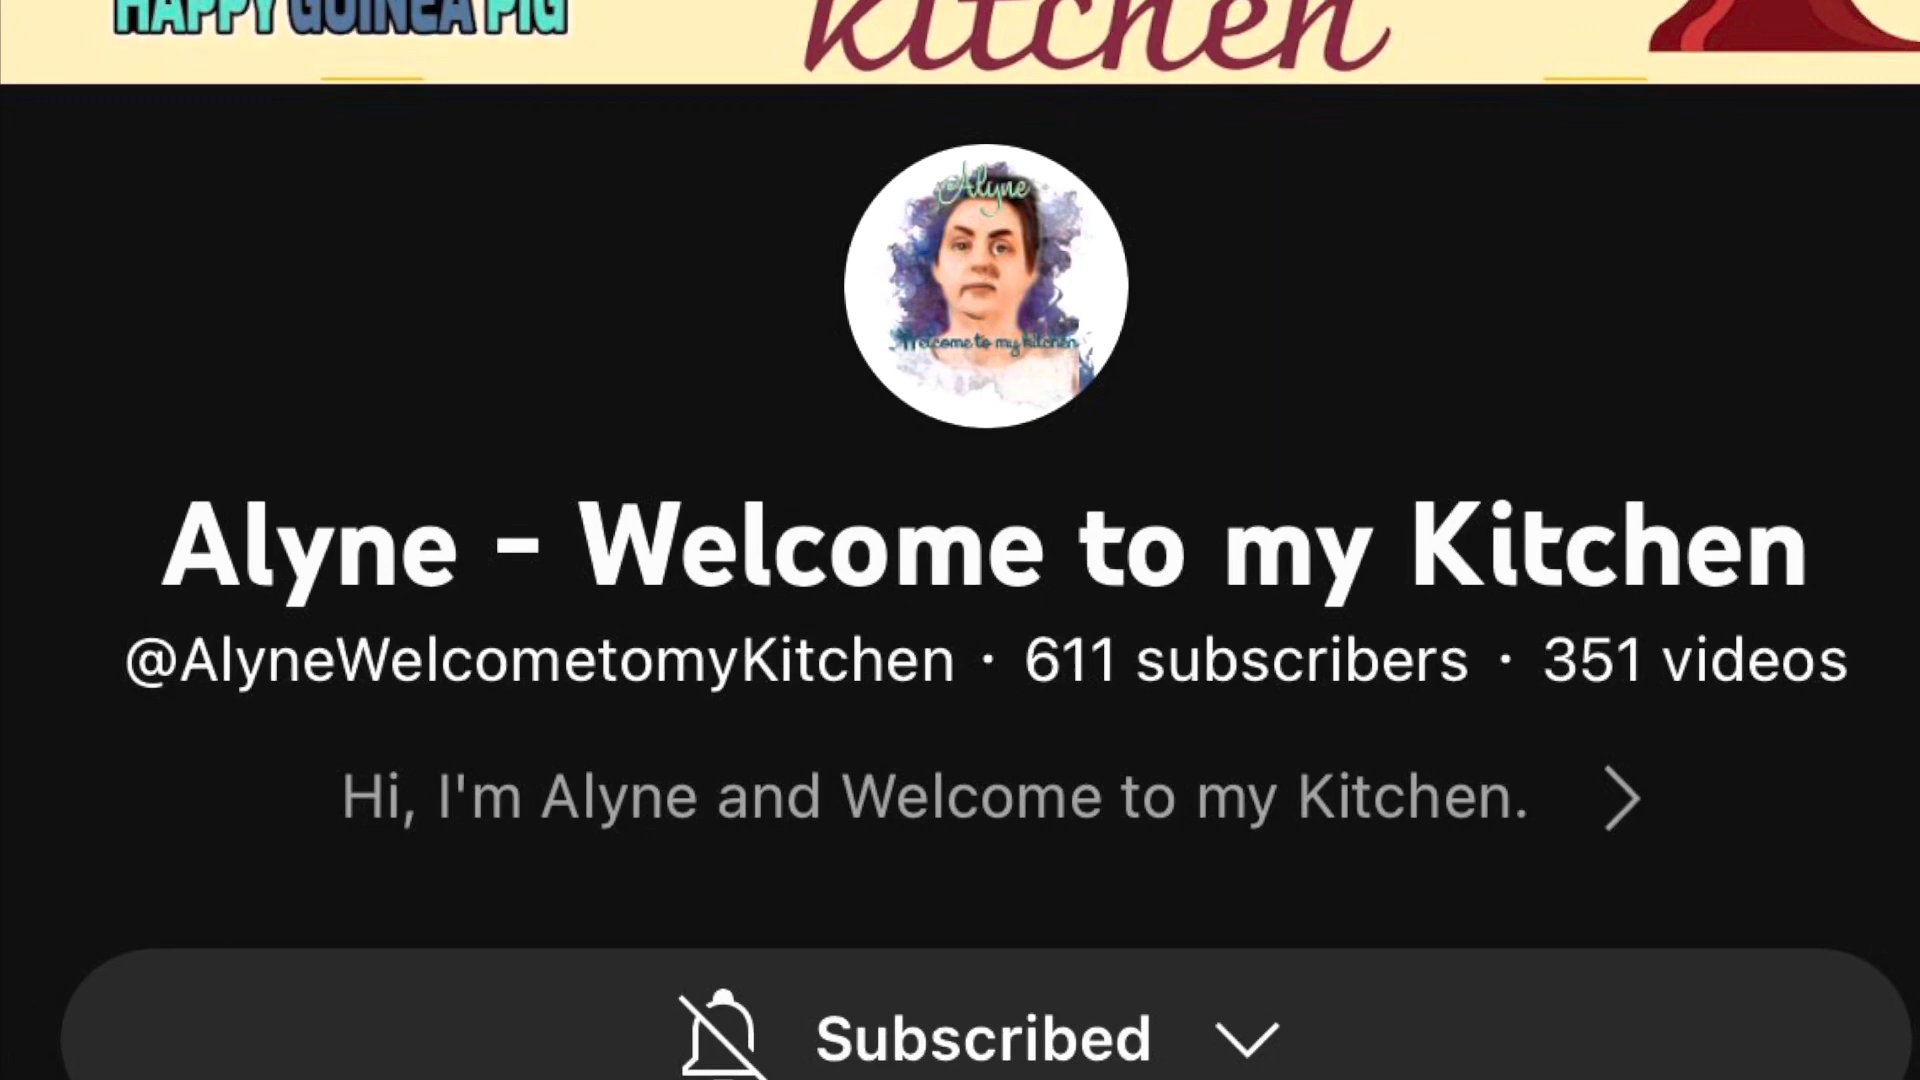 HAPPY GUINEA PIG
kitchen
Alyne
Welcome to my kitchen
Alyne - Welcome to my Kitchen
@AlyneWelcometomyKitchen · 611 subscribers · 351 videos
Hi, I'm Alyne and Welcome to my Kitchen.
Subscribed